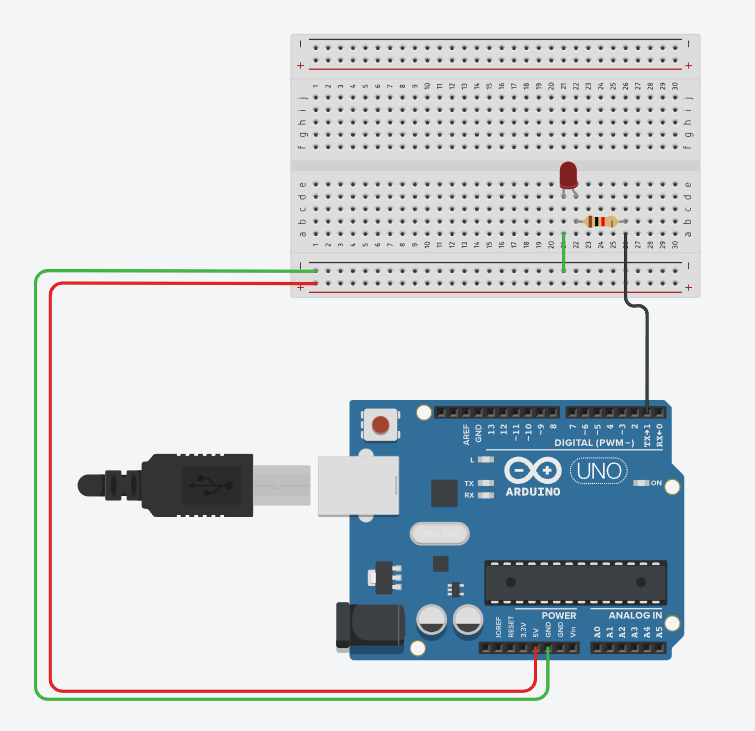 - -
+ +
1 2 3 4 5 6 7 8 9 10 11 12 13 14 15 16 17 18 19 20 21 22 23 24 25 26 27 28 29 30
j j
i i
h h
g g
f f
e e
d d
c c
b b
a a
1 2 3 4 5 6 7 8 9 10 11 12 13 14 15 16 17 18 19 20 21 22 23 24 25 26 27 28 29 30
- -
+ +
AREF GND 13 12 ~11 ~10 ~9 8 7 ~6 ~5 4 ~3 2 TX→1 RX←0
DIGITAL (PWM~)
L
TX
RX
ARDUINO
UNO
ON
POWER ANALOG IN
IOREF RESET 3.3V 5V GND GND Vin A0 A1 A2 A3 A4 A5